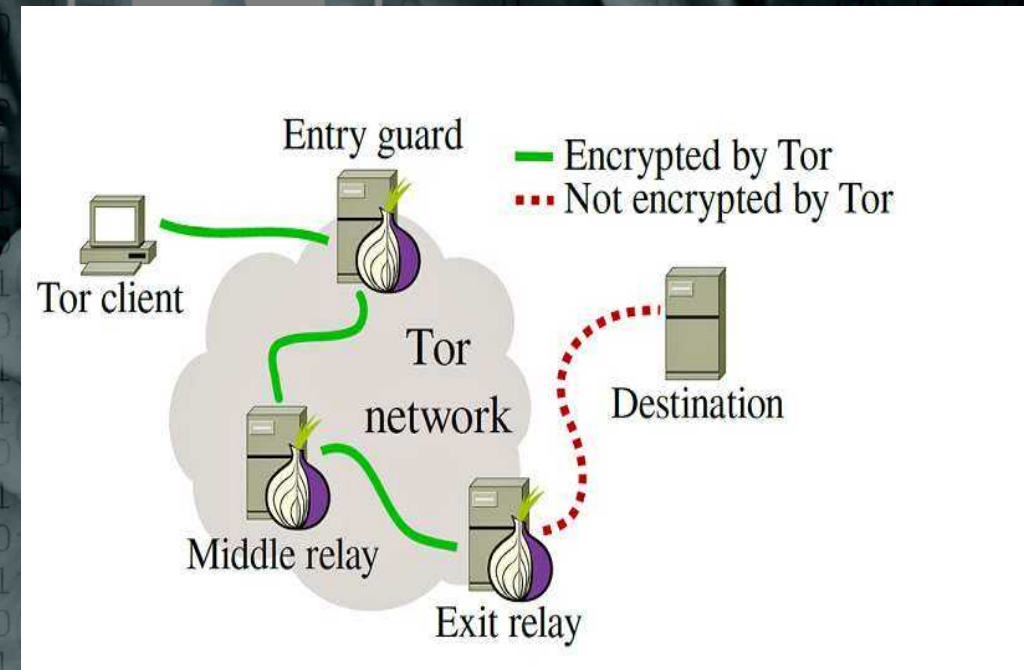 Entry guard
Encrypted by Tor
Not encrypted by Tor
Tor client
Tor
network
Destination
Middle relay
Exit relay